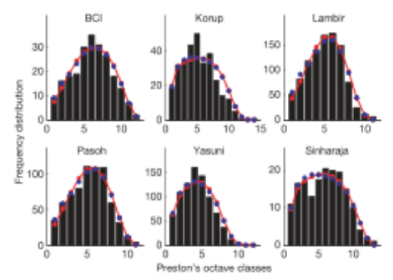 BCI Korup Lambir
30 40 150
20 100
10 20 50
0 0 0
0 5 10 0 5 10 15 0 5 10
Frequency distribution
Pasoh Yasuni Sinharaja
100 150 20
100
50 50 10
0 0 0
0 5 10 0 5 10 0 5 10
Preston's octave classes